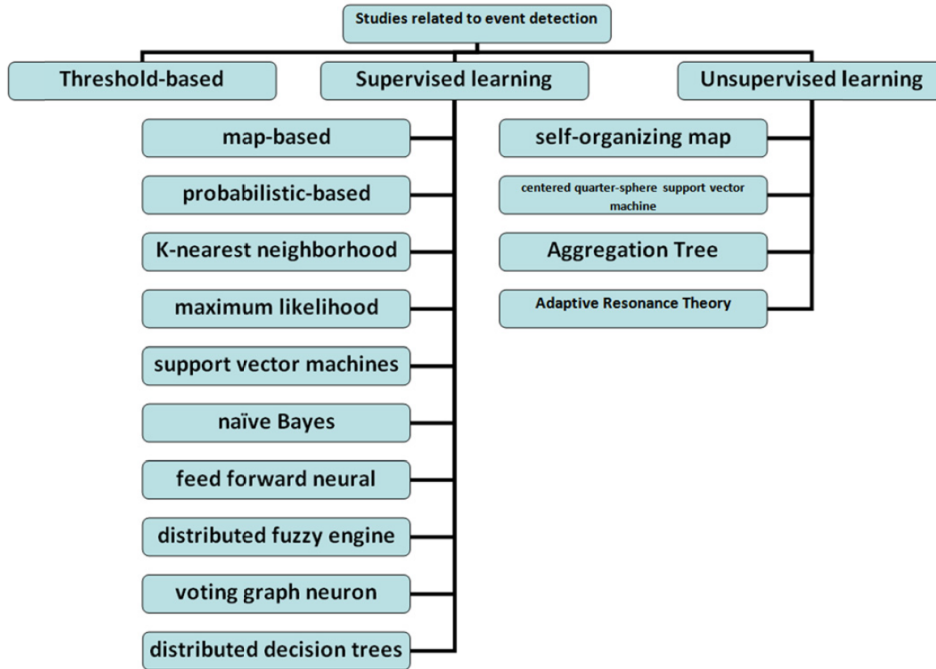 Studies related to event detection
Threshold-based
Supervised learning
Unsupervised learning
map-based
probabilistic-based
K-nearest neighborhood
maximum likelihood
support vector machines
naïve Bayes
feed forward neural
distributed fuzzy engine
voting graph neuron
distributed decision trees
self-organizing map
centered quarter-sphere support vector
machine
Aggregation Tree
Adaptive Resonance Theory